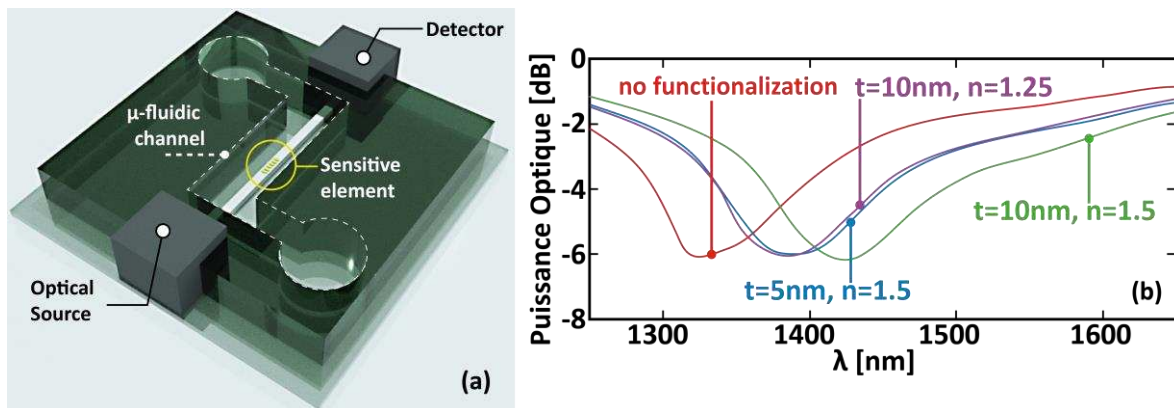 Detector
μ-fluidic
channel
Sensitive
element
Optical
Source
(a)
Puissance Optique [dB]
0
-2
-4
-6
-8
no functionalization
t=10nm, n=1.25
t=10nm, n=1.5
t=5nm, n=1.5
(b)
1300
1400
1500
1600
λ [nm]